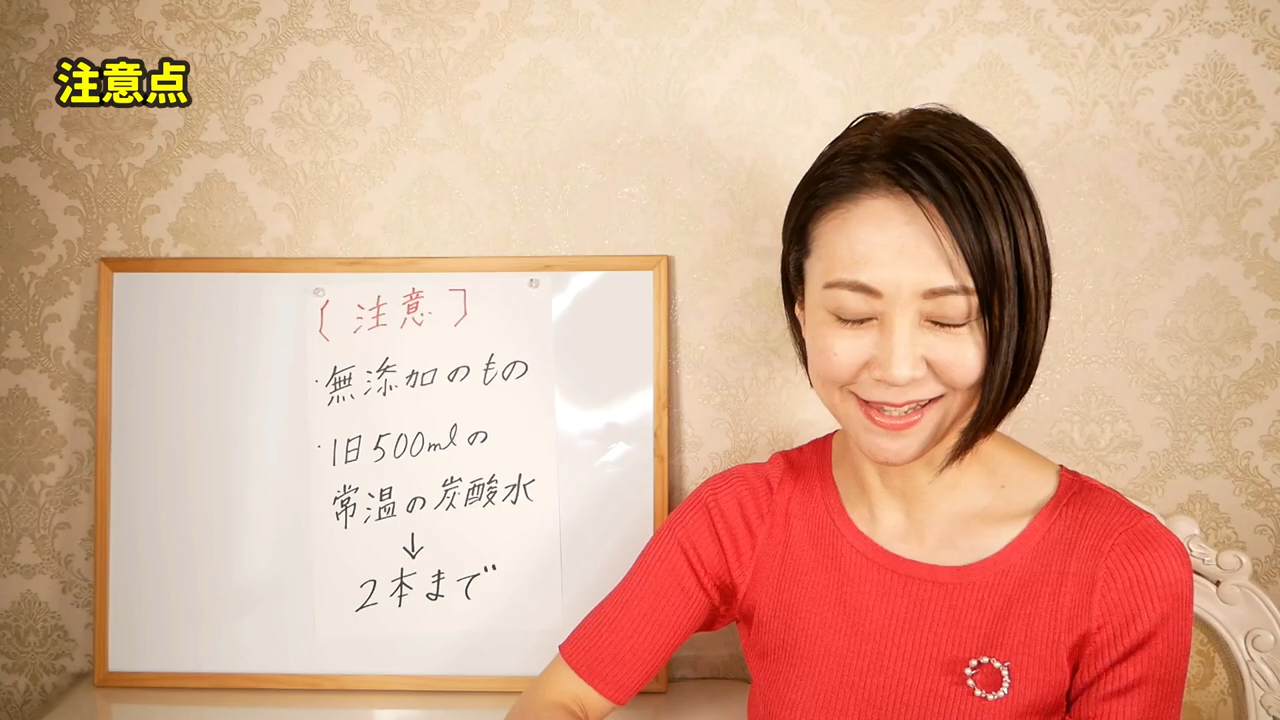 注意点
〔注意〕
・無添加のもの
・1日500mlの
常温の炭酸水
↓
2本まで